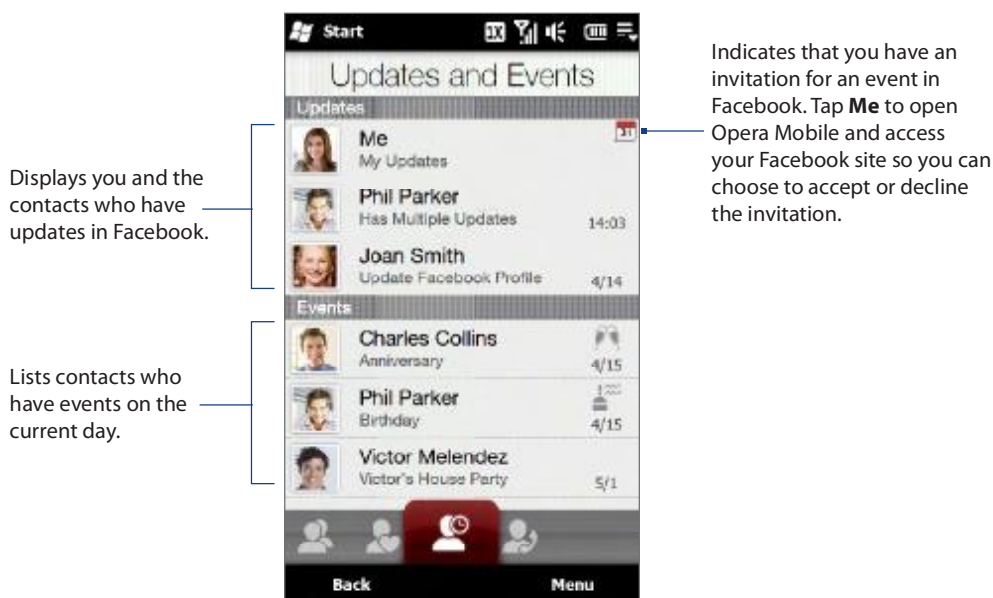 Start
1X
Updates and Events
Updates
Me
My Updates
31
Phil Parker
Has Multiple Updates
14:03
Joan Smith
Update Facebook Profile
4/14
Events
Charles Collins
Anniversary
4/15
Phil Parker
Birthday
4/15
Victor Melendez
Victor's House Party
5/1
Back
Menu
Displays you and the
contacts who have
updates in Facebook.
Lists contacts who
have events on the
current day.
Indicates that you have an
invitation for an event in
Facebook. Tap Me to open
Opera Mobile and access
your Facebook site so you can
choose to accept or decline
the invitation.